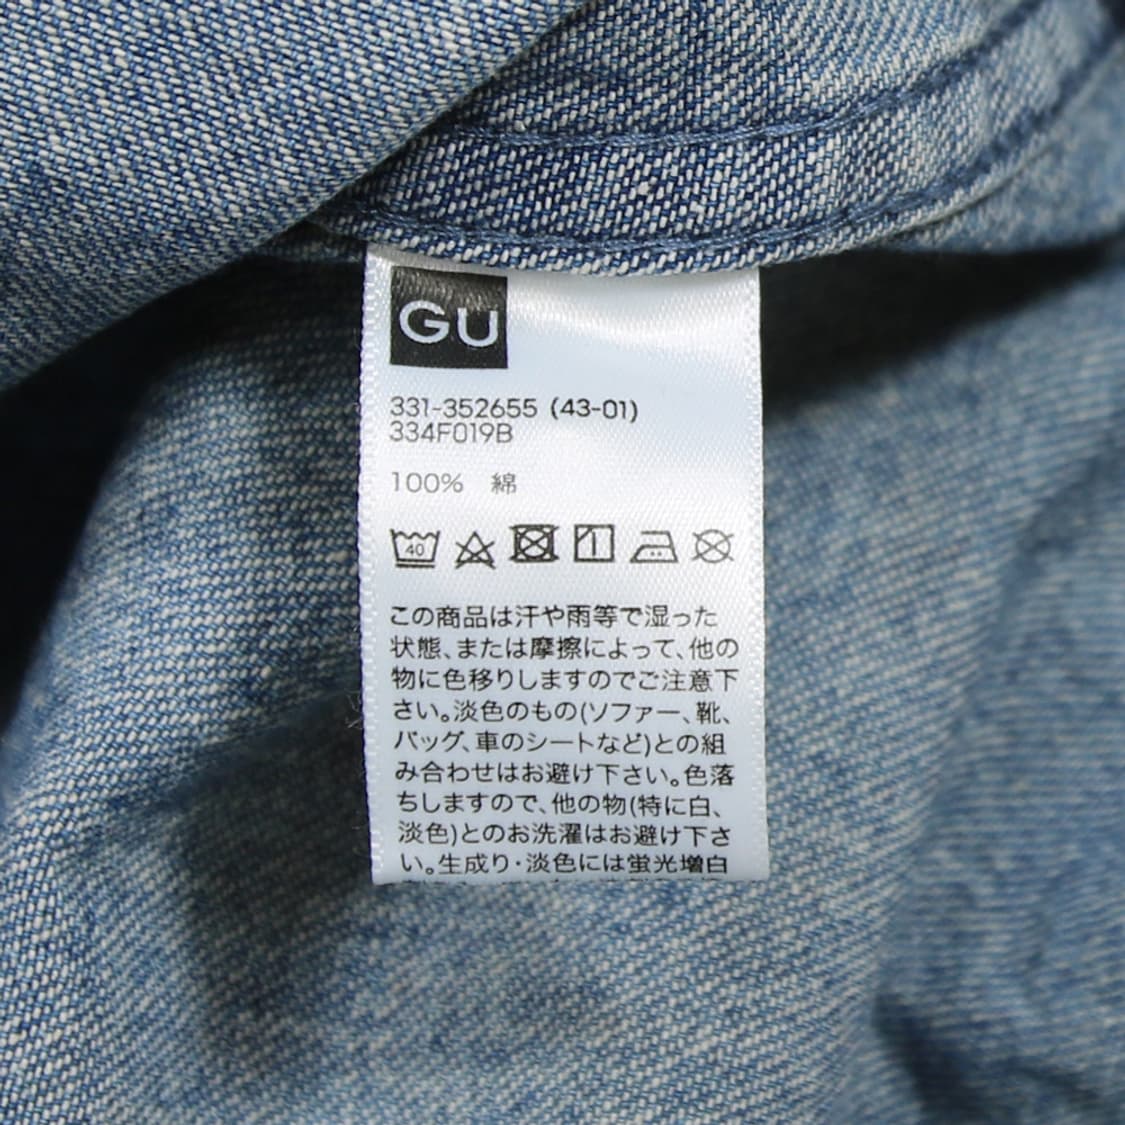 GU
331-352655 (43-01)
334F019B
100% 綿
40
この商品は汗や雨等で湿った
状態、または摩擦によって、他の
物に色移りしますのでご注意下
さい。淡色のもの(ソファー、靴、
バッグ、車のシートなど)との組
み合わせはお避け下さい。色落
ちしますので、他の物(特に白、
淡色)とのお洗濯はお避け下さ
い。生成り・淡色には蛍光増白